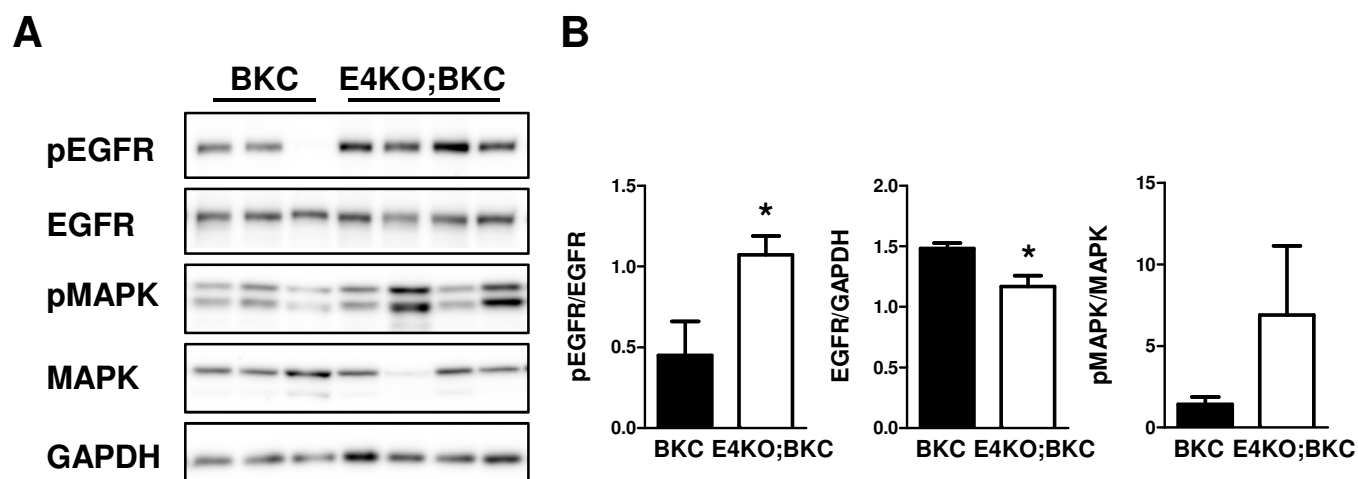 A
BKC E4KO;BKC
pEGFR
EGFR
pMAPK
MAPK
GAPDH
B
pEGFR/EGFR
1.5
1.0
0.5
0.0
*
BKC E4KO;BKC
EGFR/GAPDH
2.0
1.5
1.0
0.5
0.0
*
BKC E4KO;BKC
pMAPK/MAPK
15
10
5
0
BKC E4KO;BKC